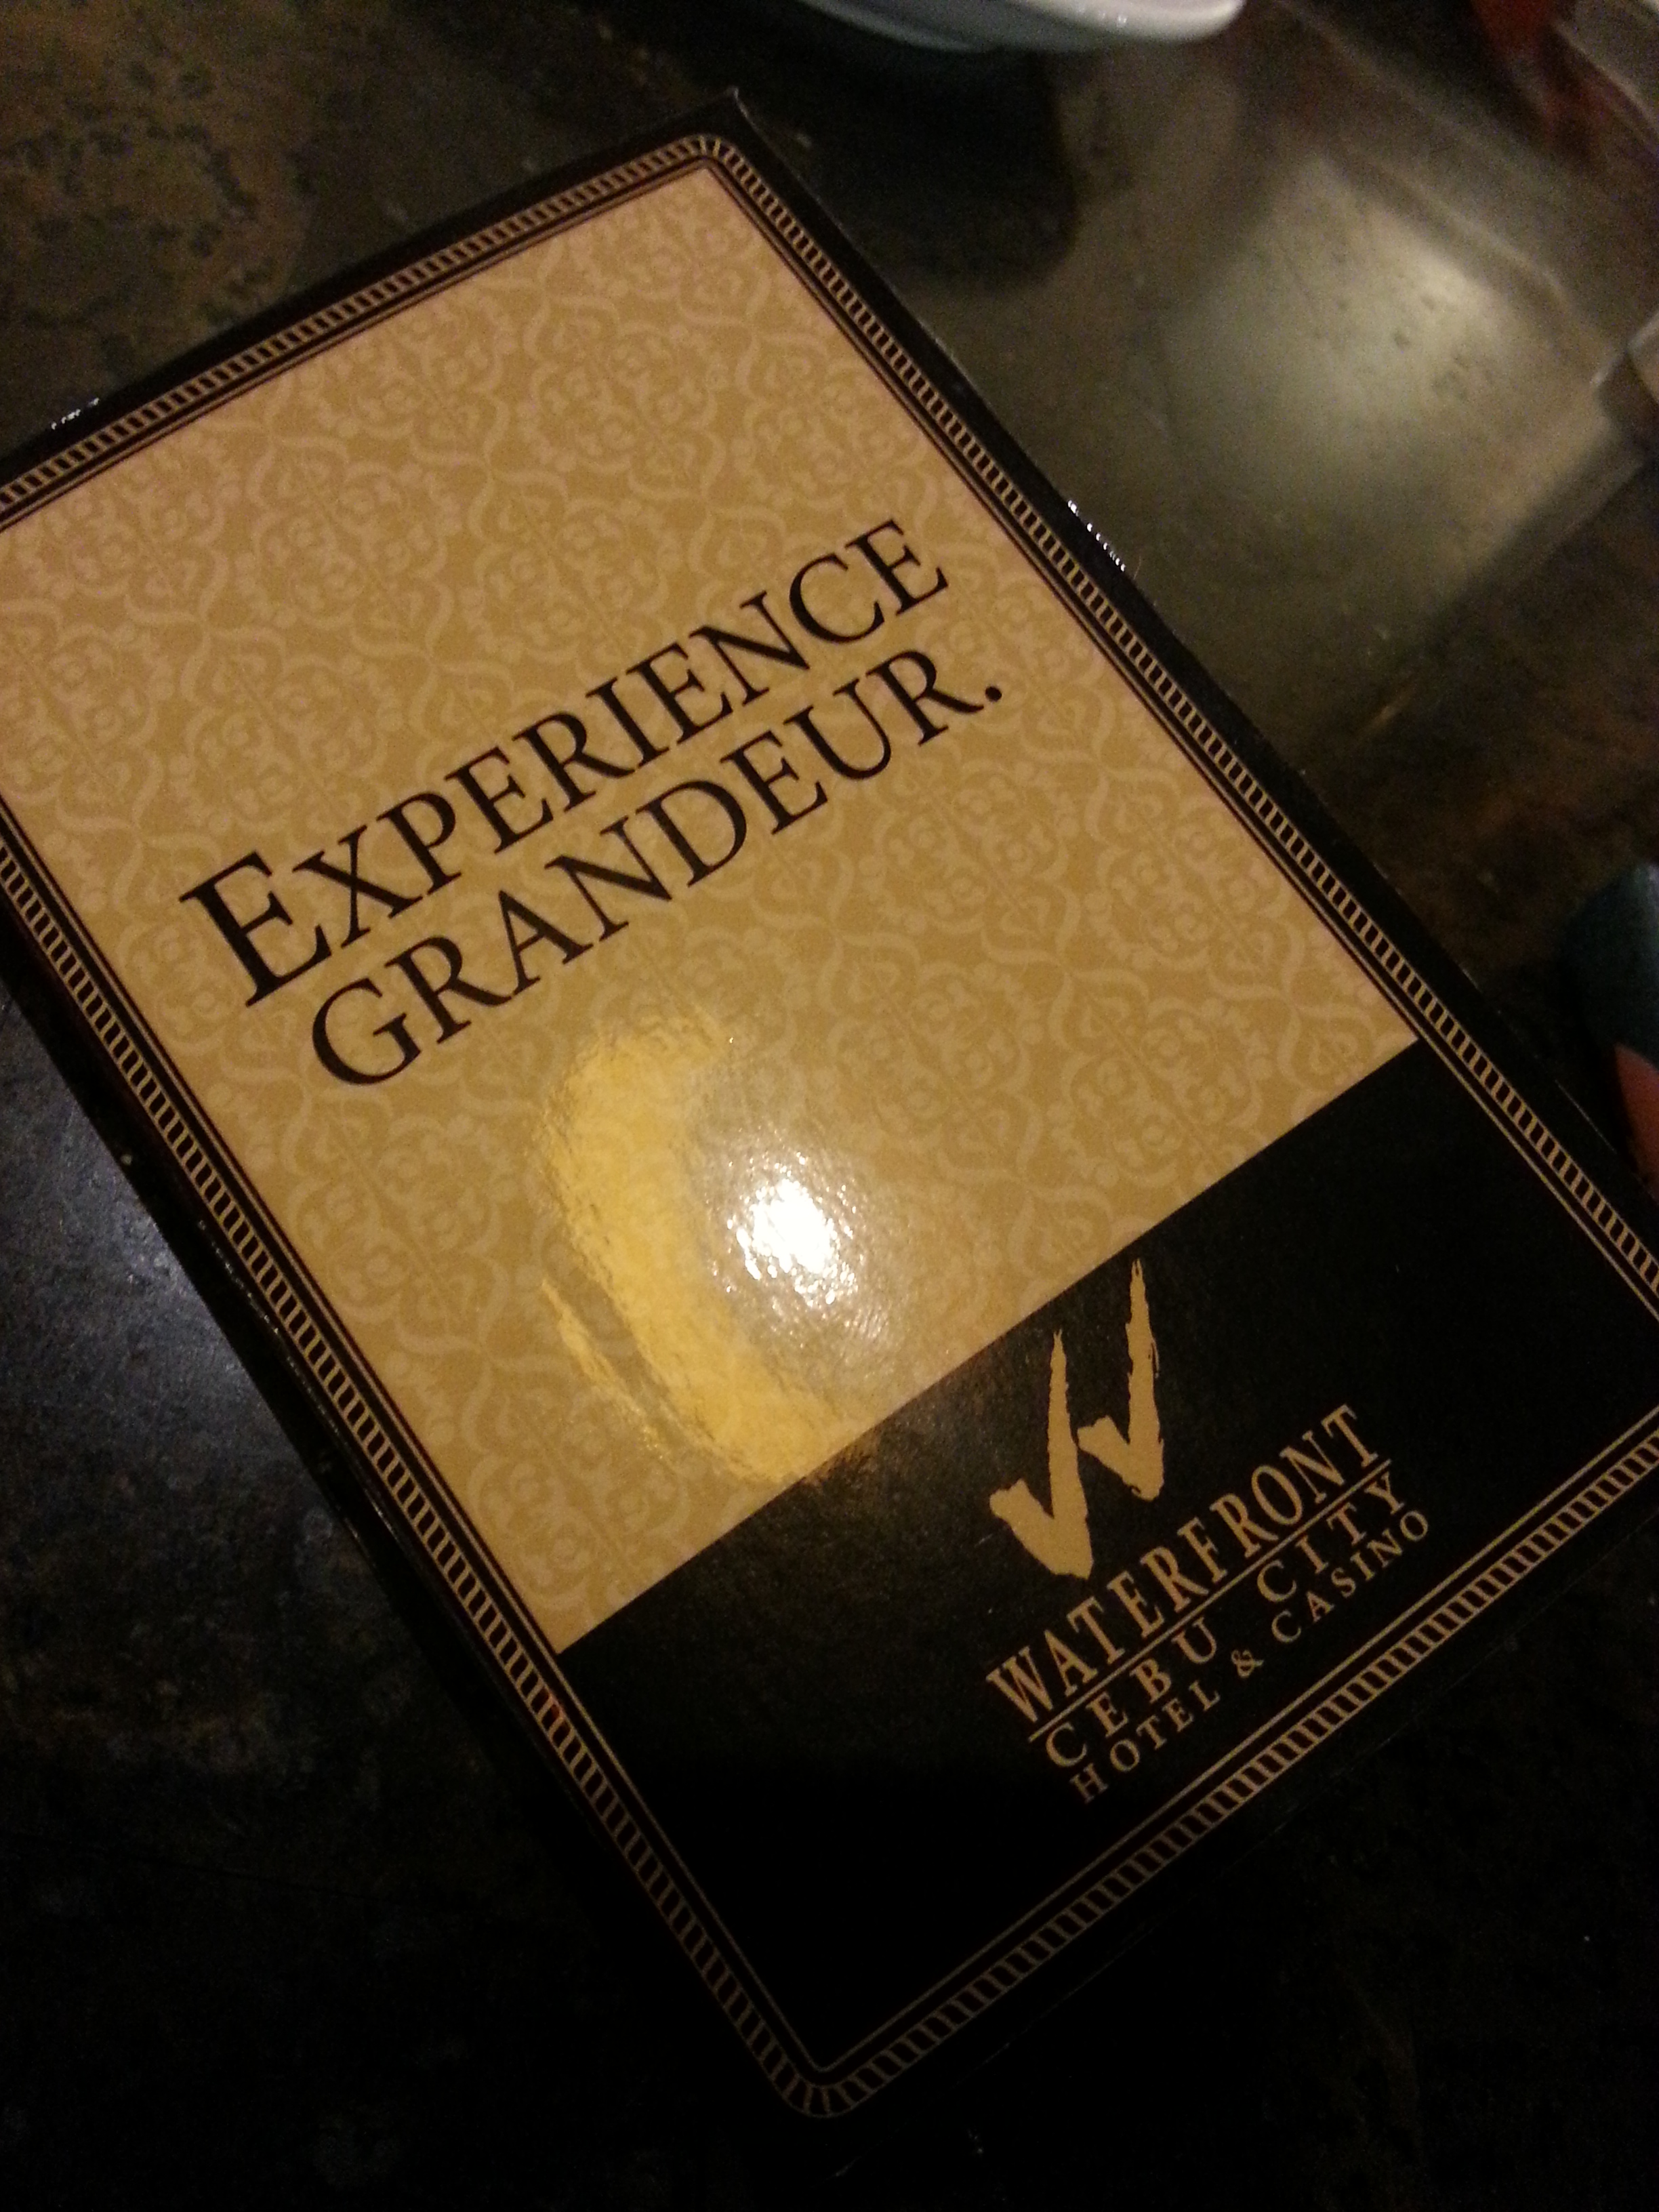 EXPERIENCE
GRANDEUR.
W
WATERFRONT
CEBU CITY
HOTEL & CASINO